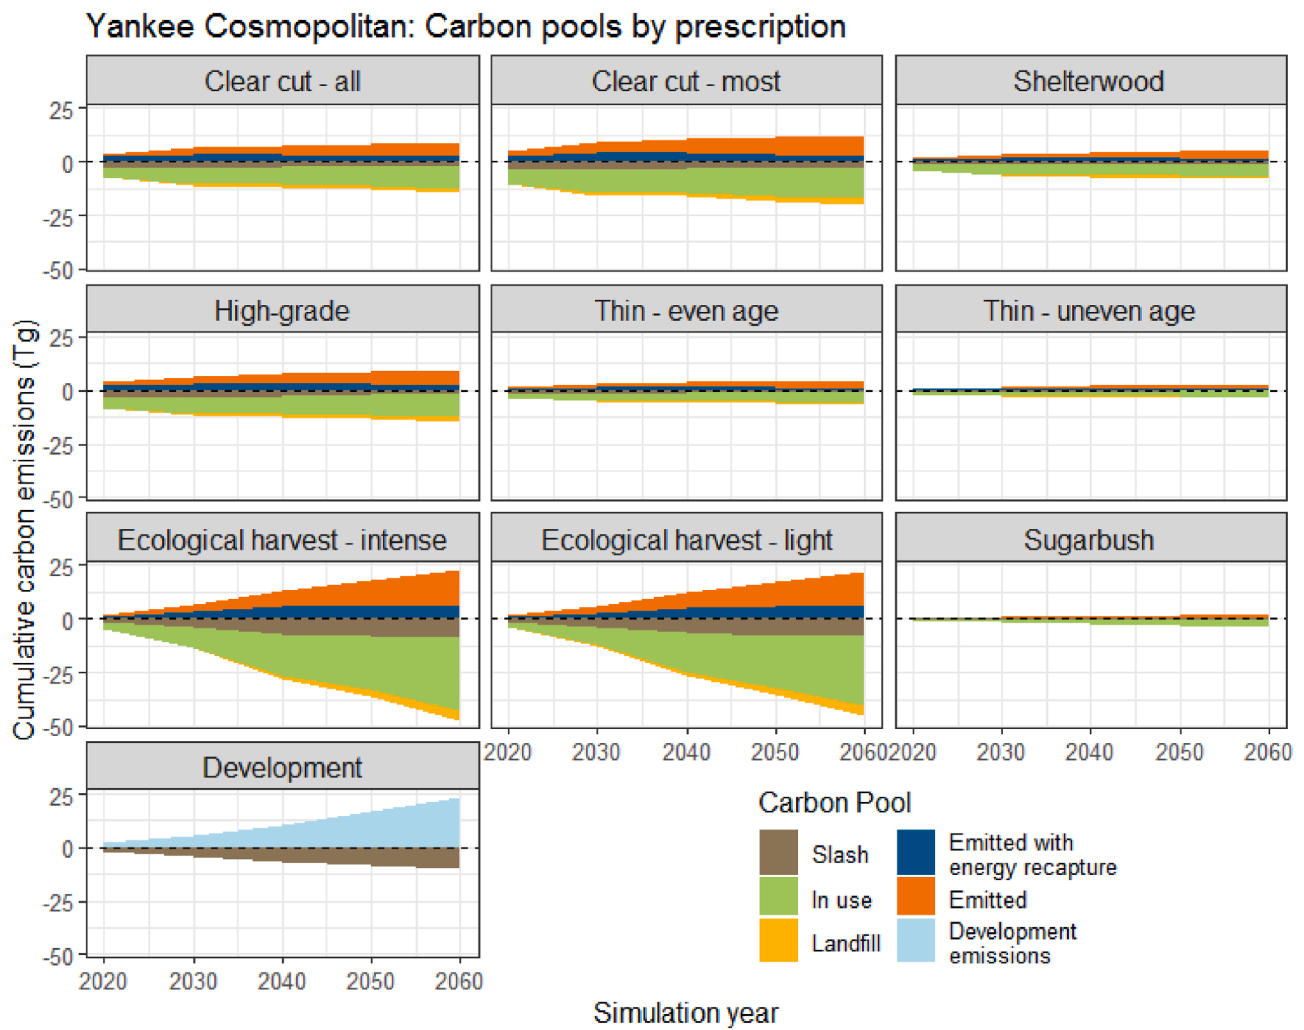 Yankee Cosmopolitan: Carbon pools by prescription
Clear cut - all
Clear cut - most
Shelterwood
25
0
-25
-50
High-grade
Thin - even age
Thin - uneven age
25
0
-25
-50
Cumulative carbon emissions (Tg)
Ecological harvest - intense
Ecological harvest - light
Sugarbush
25
0
-25
-50
2020 2030 2040 2050 2060
2020 2030 2040 2050 2060
Development
25
0
-25
-50
2020 2030 2040 2050 2060
Simulation year
Carbon Pool
Slash
In use
Landfill
Emitted with
energy recapture
Emitted
Development
emissions